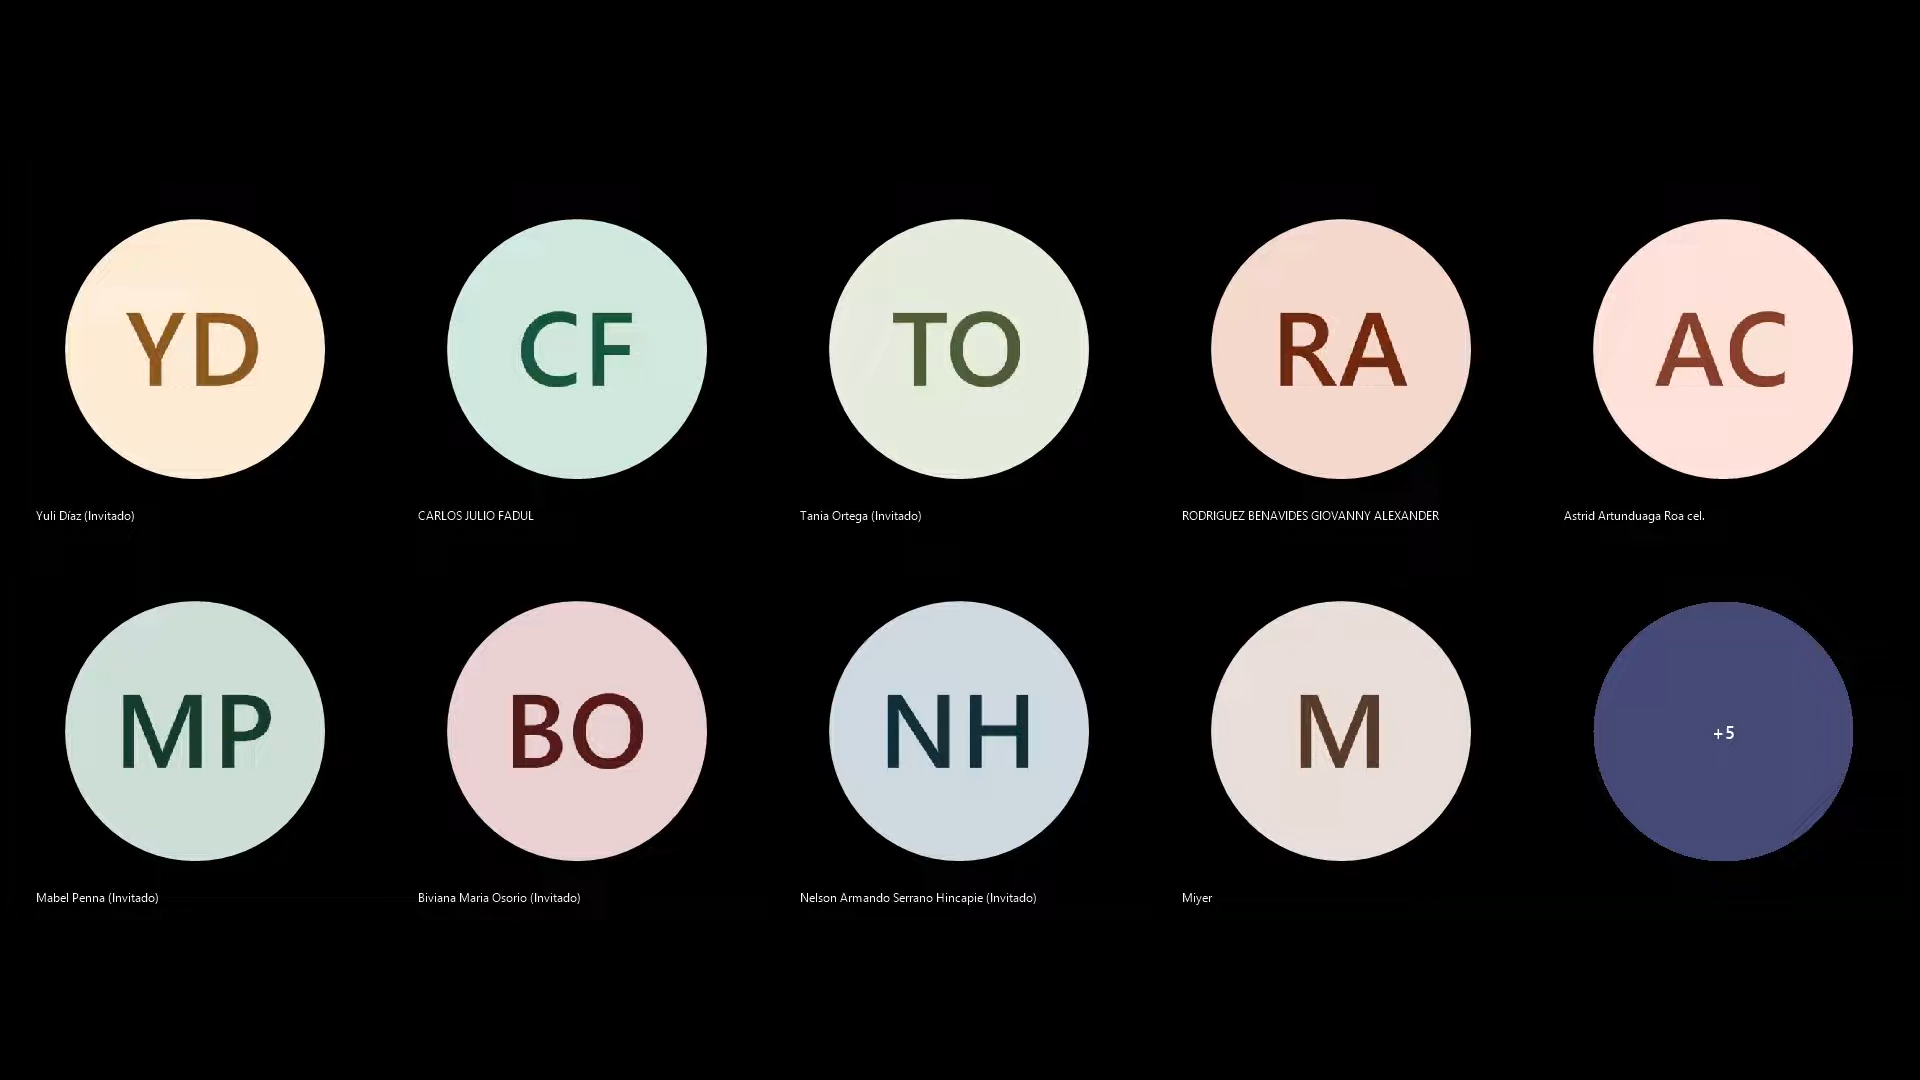 YD
CF
TO
RA
AC
Yuli Díaz (Invitado)
CARLOS JULIO FADUL
Tania Ortega (Invitado)
RODRIGUEZ BENAVIDES GIOVANNY ALEXANDER
Astrid Artunduaga Roa cel.
MP
BO
NH
M
+5
Mabel Penna (Invitado)
Biviana Maria Osorio (Invitado)
Nelson Armando Serrano Hincapie (Invitado)
Miyer